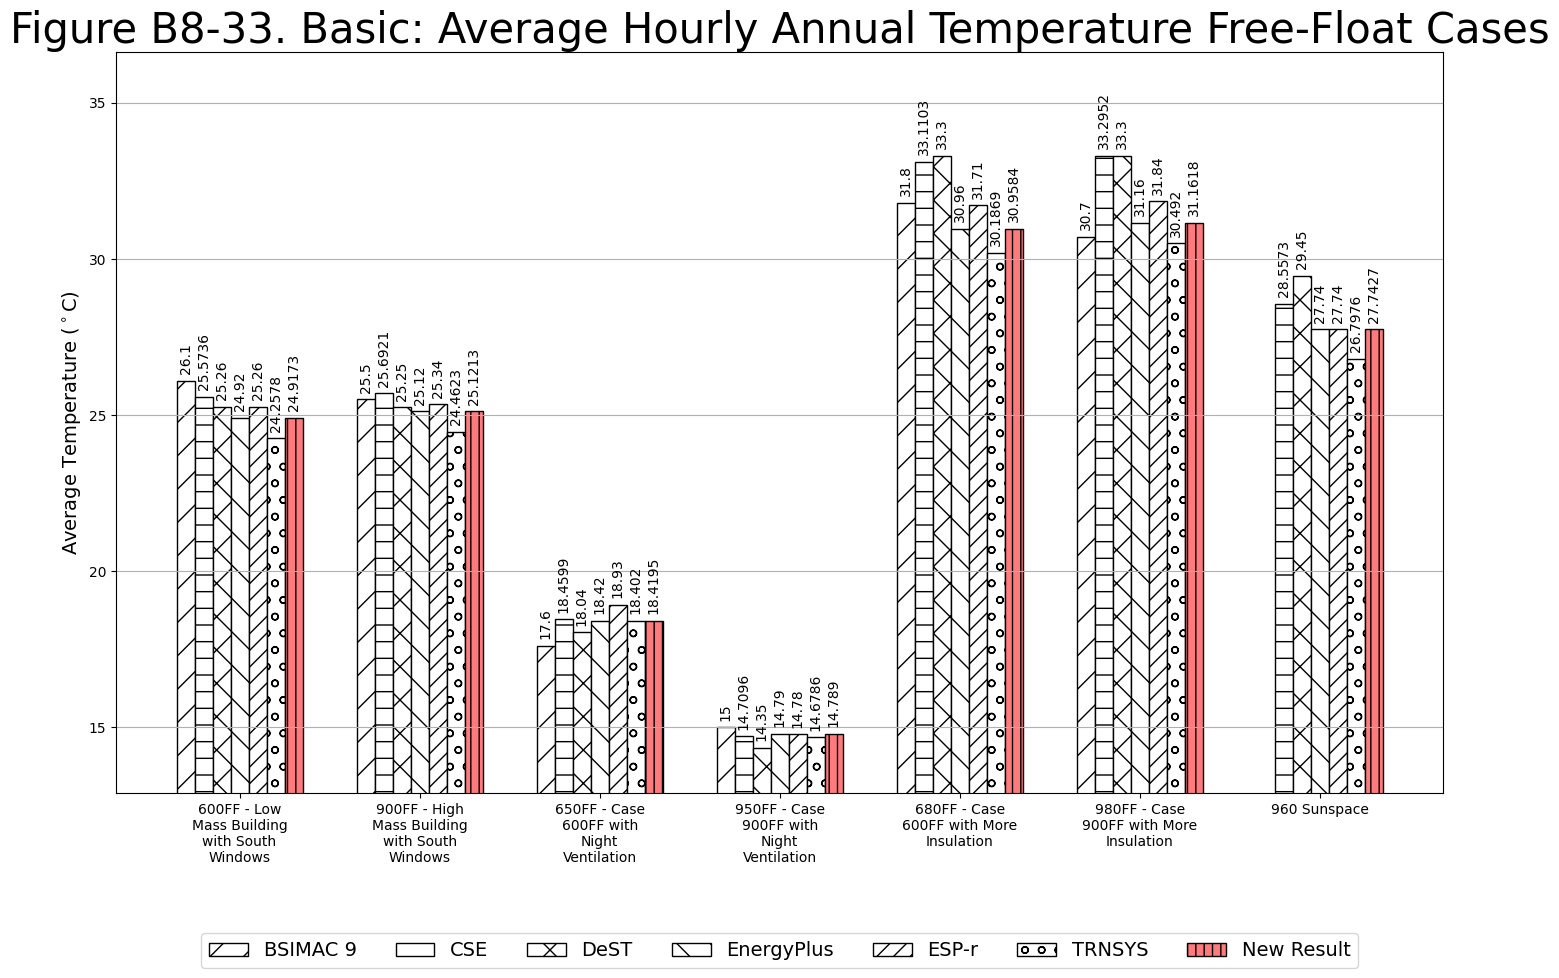 Figure B8-33. Basic: Average Hourly Annual Temperature Free-Float Cases
Average Temperature (°C)
35
30
25
20
15
26.1
25.5736
25.26
24.92
25.26
24.2578
24.9173
25.5
25.6921
25.25
25.12
25.34
24.4623
25.1213
17.6
18.4599
18.04
18.42
18.93
18.402
18.4195
15
14.7096
14.35
14.79
14.78
14.6786
14.789
31.8
33.1103
33.3
30.96
31.71
30.1869
30.9584
30.7
33.2952
33.3
31.16
31.84
30.492
31.1618
28.5573
29.45
27.74
27.74
26.7976
27.7427
600FF - Low
Mass Building
with South
Windows
900FF - High
Mass Building
with South
Windows
650FF - Case
600FF with
Night
Ventilation
950FF - Case
900FF with
Night
Ventilation
680FF - Case
600FF with More
Insulation
980FF - Case
900FF with More
Insulation
960 Sunspace
BSIMAC 9
CSE
DeST
EnergyPlus
ESP-r
TRNSYS
New Result